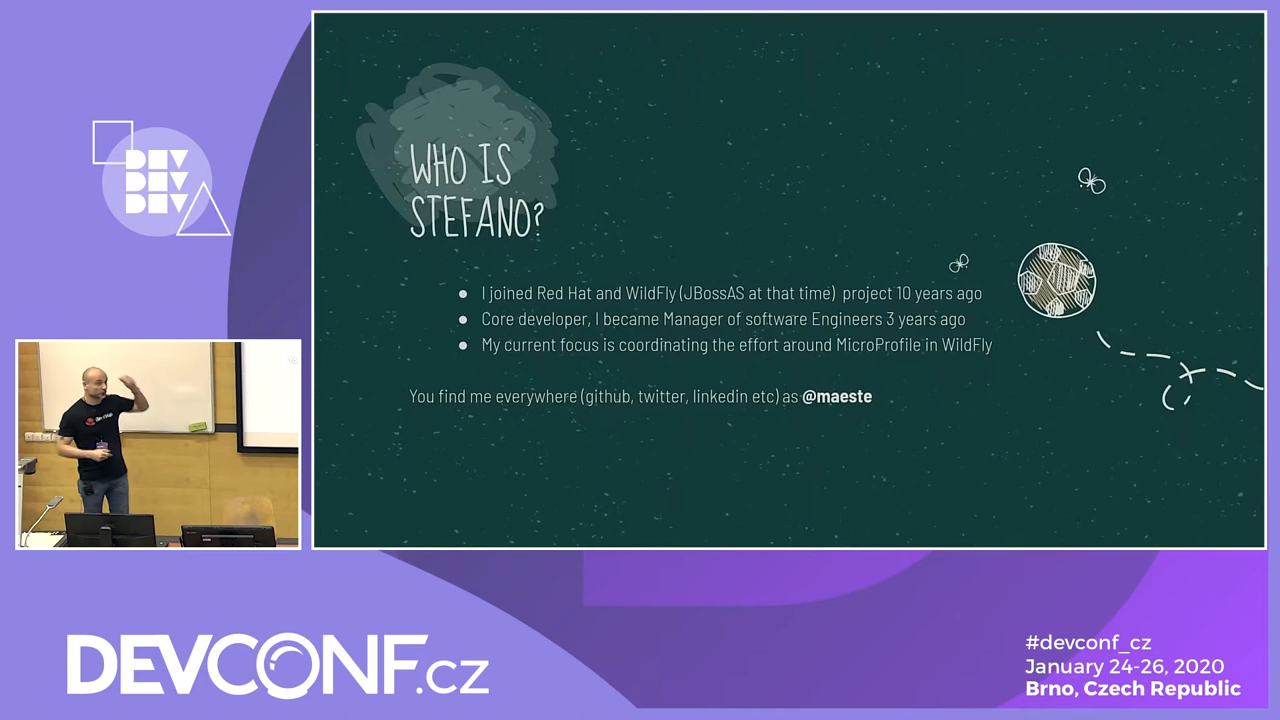 DEV
DEV
DEV
WHO IS
STEFANO?
● I joined Red Hat and WildFly (JBossAS at that time) project 10 years ago
● Core developer, I became Manager of software Engineers 3 years ago
● My current focus is coordinating the effort around MicroProfile in WildFly
You find me everywhere (github, twitter, linkedin etc) as @maeste
DEVCONF.cz
#devconf_cz
January 24-26, 2020
Brno, Czech Republic